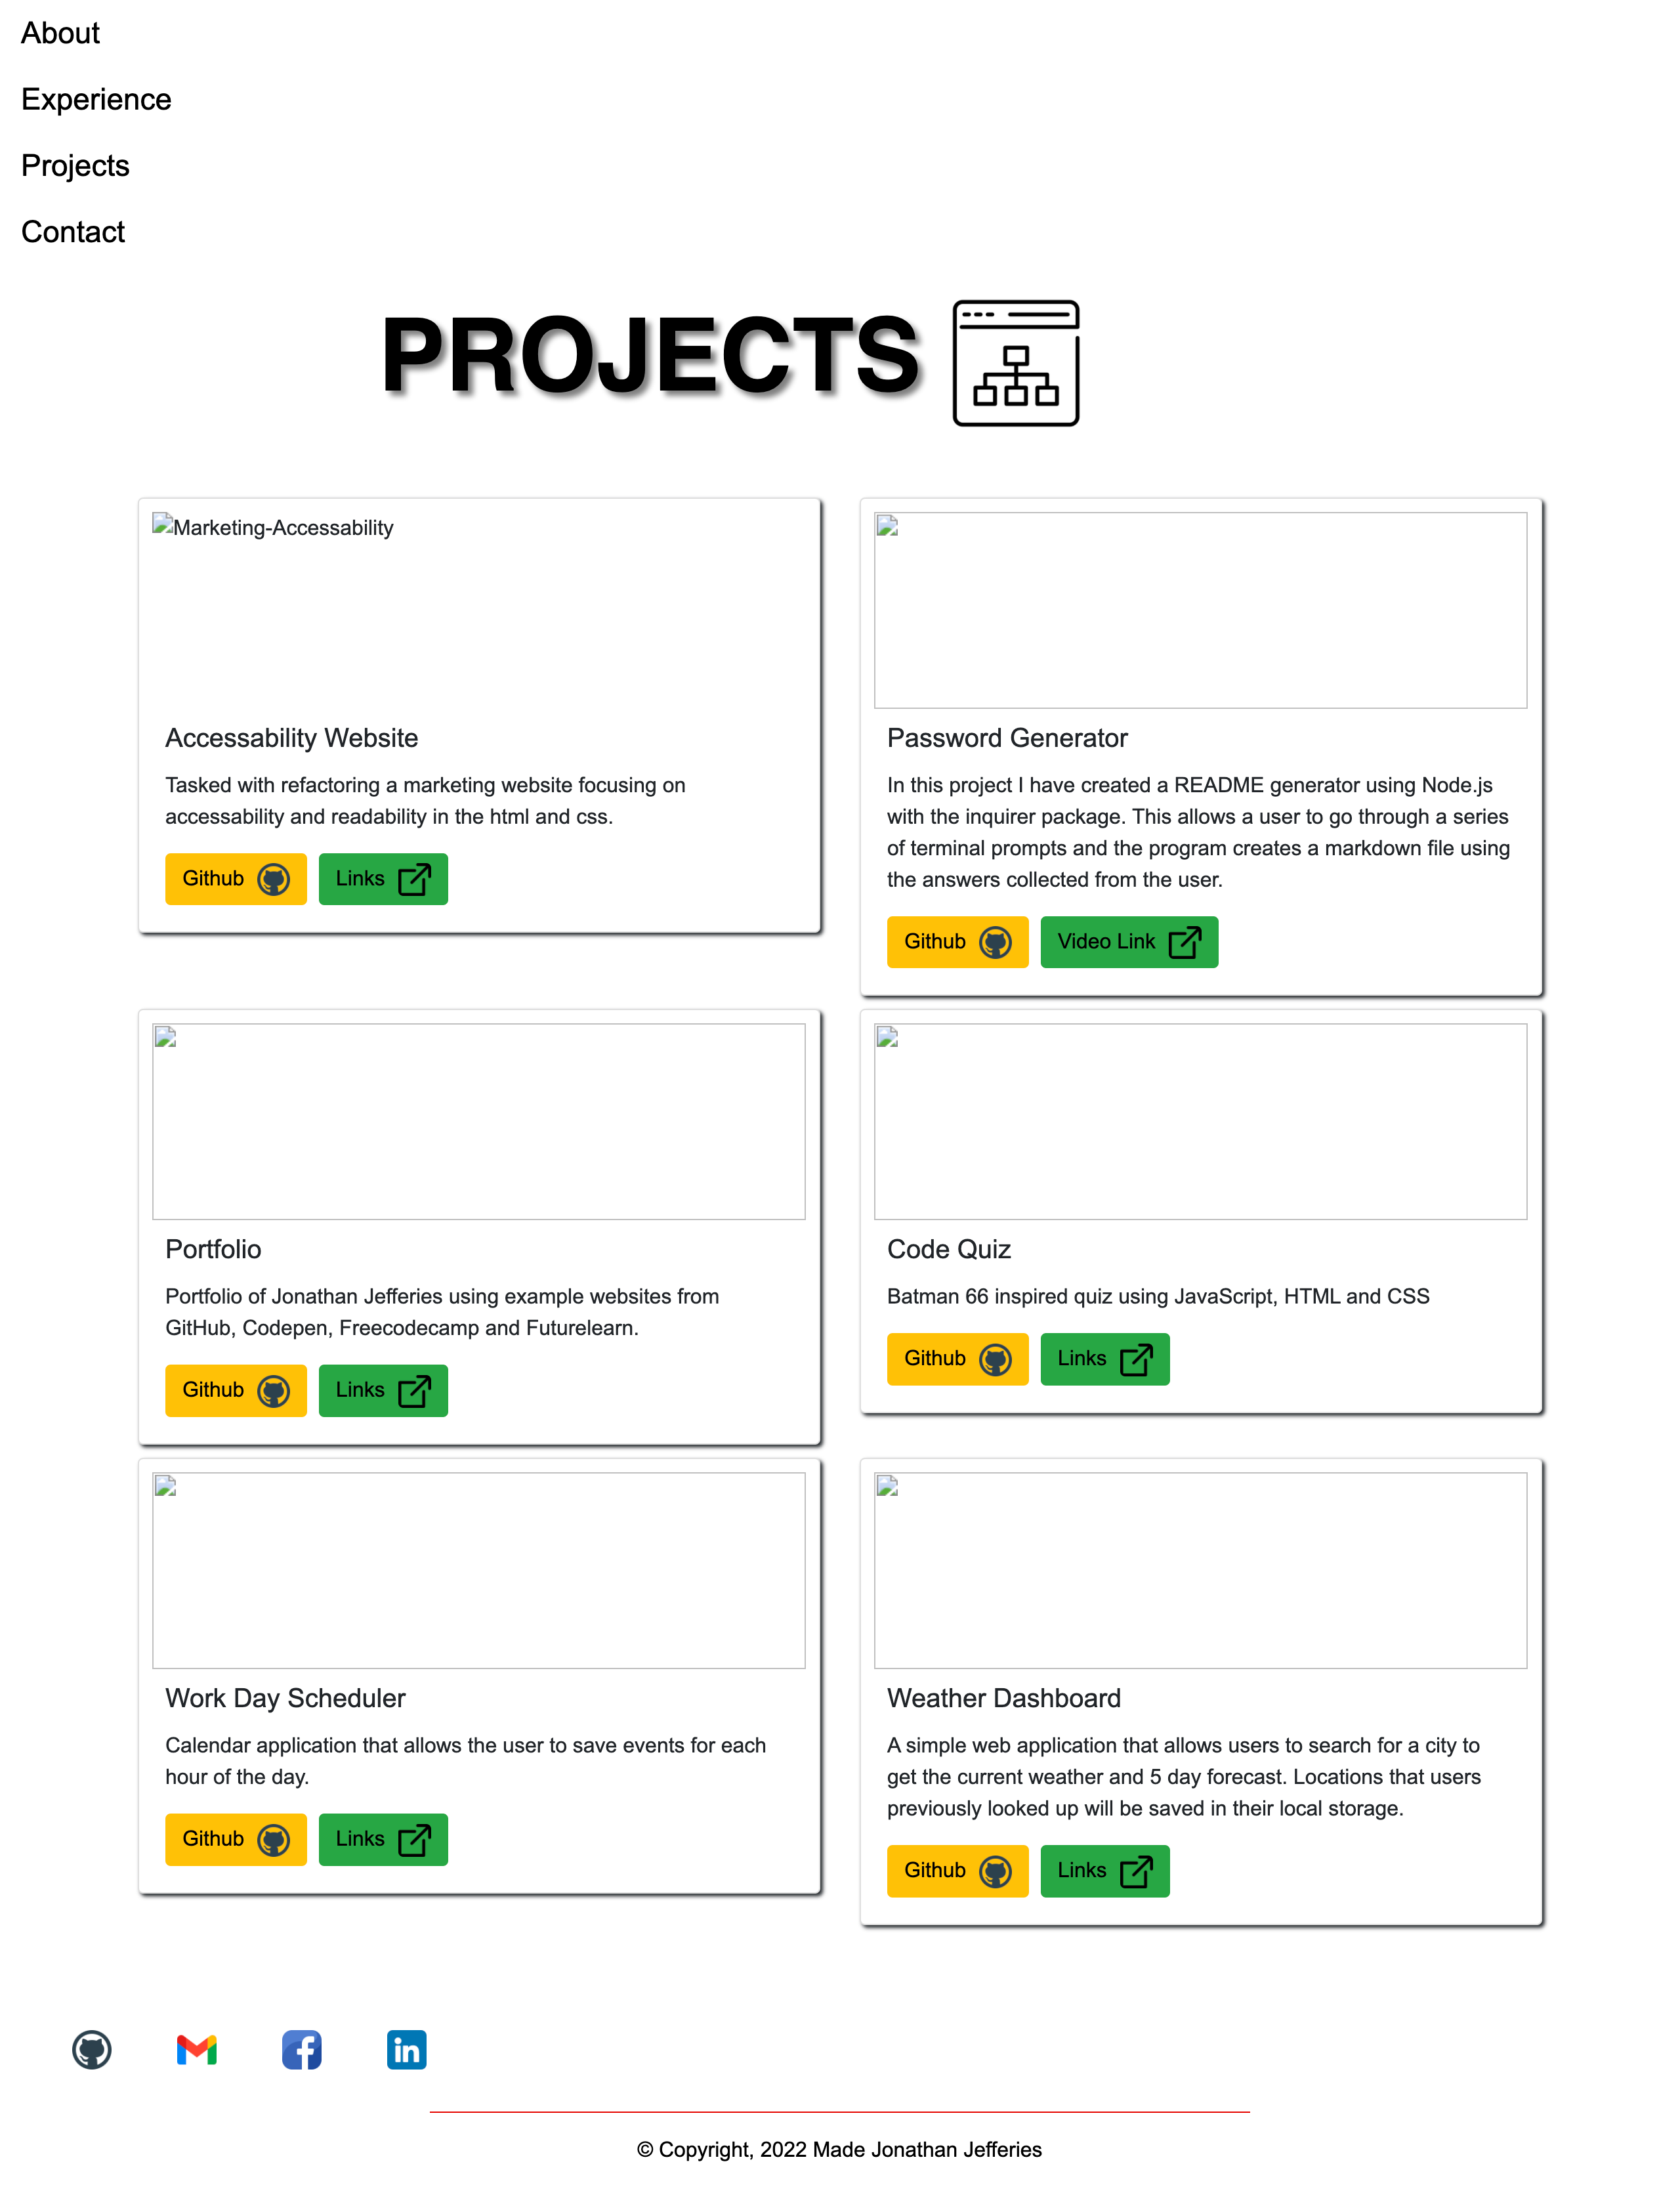 About
Experience
Projects
Contact
PROJECTS
Marketing-Accessability
Accessability Website
Tasked with refactoring a marketing website focusing on
accessability and readability in the html and css.
Github
Links
Password Generator
In this project I have created a README generator using Node.js
with the inquirer package. This allows a user to go through a series
of terminal prompts and the program creates a markdown file using
the answers collected from the user.
Github
Video Link
Portfolio
Portfolio of Jonathan Jefferies using example websites from
GitHub, Codepen, Freecodecamp and Futurelearn.
Github
Links
Code Quiz
Batman 66 inspired quiz using JavaScript, HTML and CSS
Github
Links
Work Day Scheduler
Calendar application that allows the user to save events for each
hour of the day.
Github
Links
Weather Dashboard
A simple web application that allows users to search for a city to
get the current weather and 5 day forecast. Locations that users
previously looked up will be saved in their local storage.
Github
Links
© Copyright, 2022 Made Jonathan Jefferies